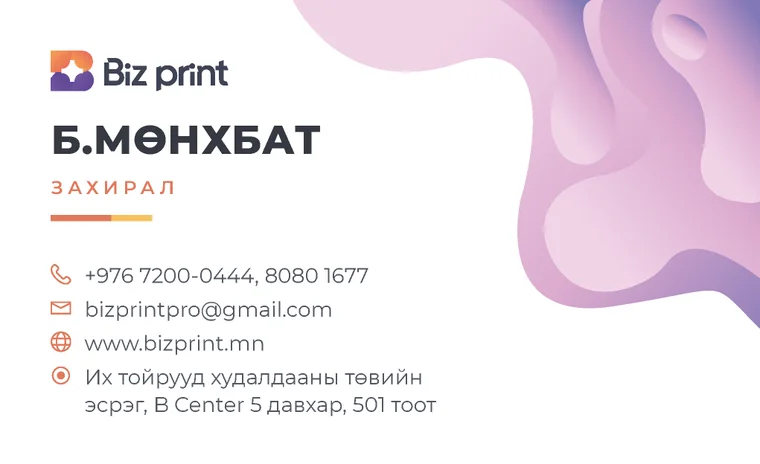 Biz print
Б.МӨНХБАТ
ЗАХИРАЛ
+976 7200-0444, 8080 1677
bizprintpro@gmail.com
www.bizprint.mn
Их тойрууд худалдааны төвийн
эсрэг, B Center 5 давхар, 501 тоот